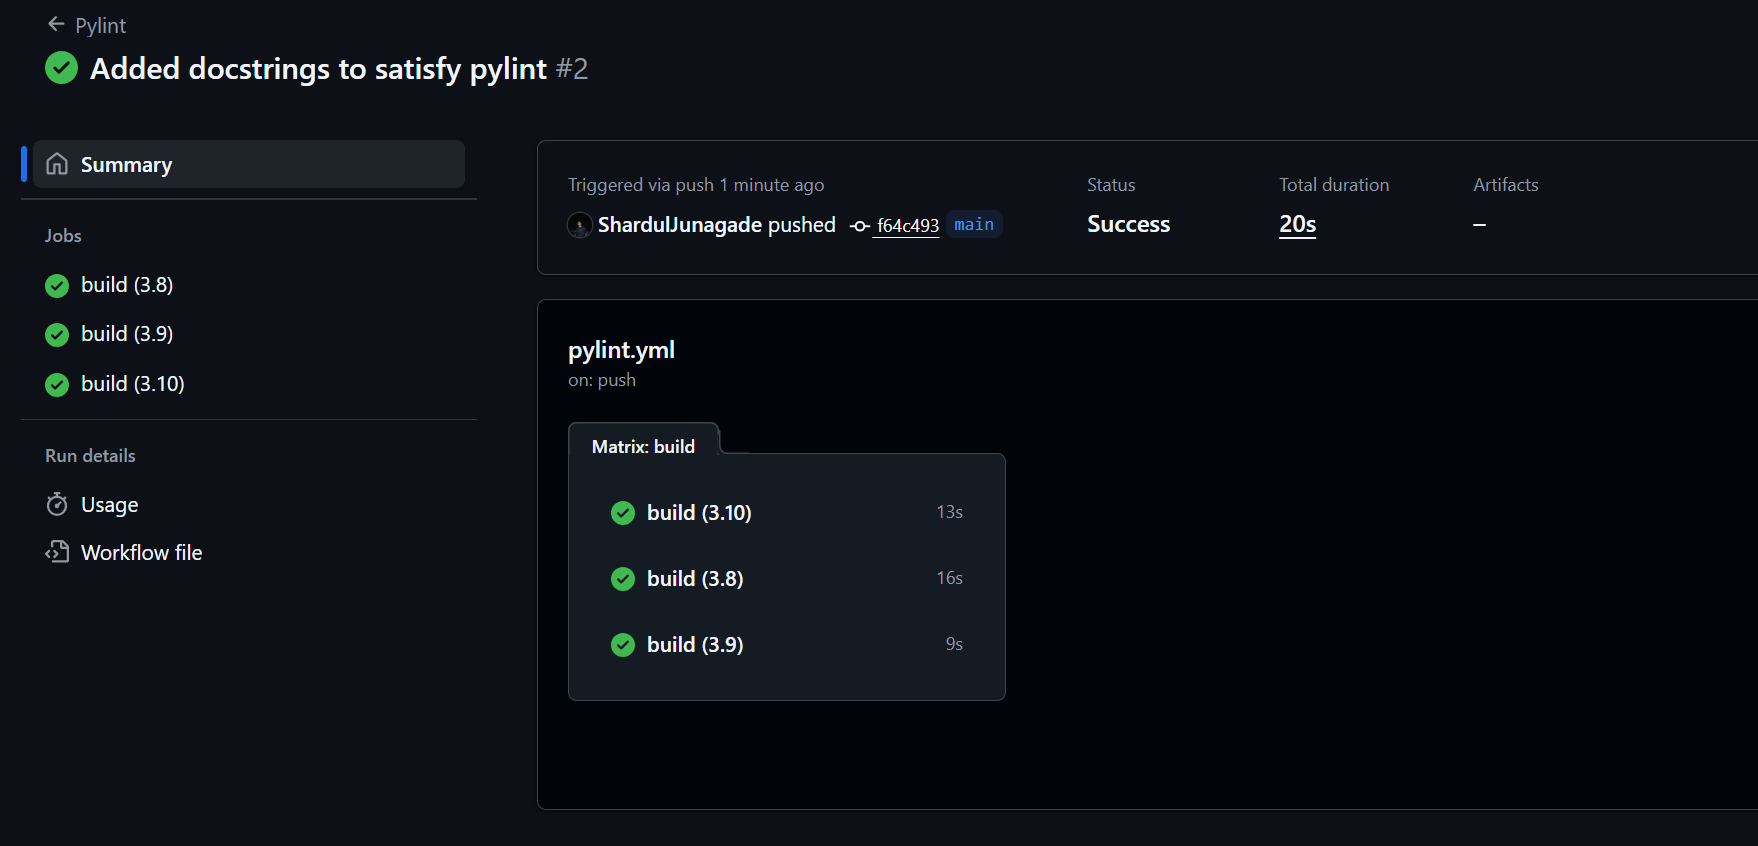 Pylint
Added docstrings to satisfy pylint #2
Summary
Jobs
build (3.8)
build (3.9)
build (3.10)
Run details
Usage
Workflow file
Triggered via push 1 minute ago
ShardulJunagade pushed f64c493 main
Status
Success
Total duration
20s
Artifacts
–
pylint.yml
on: push
Matrix: build
build (3.10) 13s
build (3.8) 16s
build (3.9) 9s